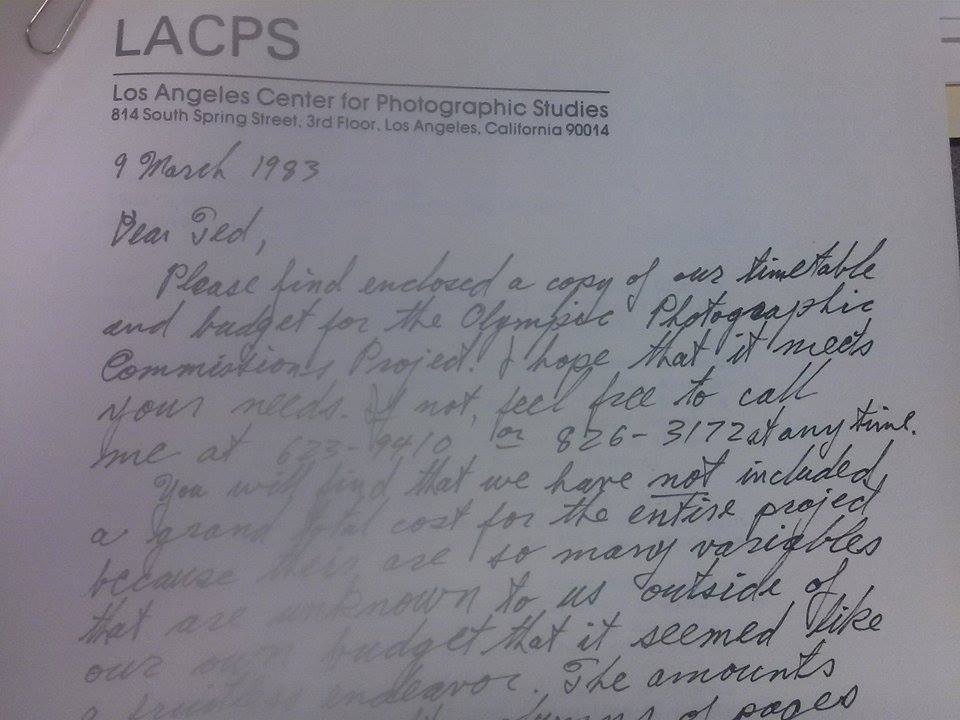 LACPS
Los Angeles Center for Photographic Studies
814 South Spring Street, 3rd Floor, Los Angeles, California 90014
9 March 1983
Dear Ted,
Please find enclosed a copy of our timetable
and budget for the Olympic Photographic
Commissions Project. I hope that it meets
your needs. If not, feel free to call
me at 623-9410 or 826-3172 at any time.
You will find that we have not included
a grand total cost for the entire project
because there are so many variables
that are unknown to us outside of
our own budget that it seemed like
a fruitless endeavor. The amounts
columns of pages